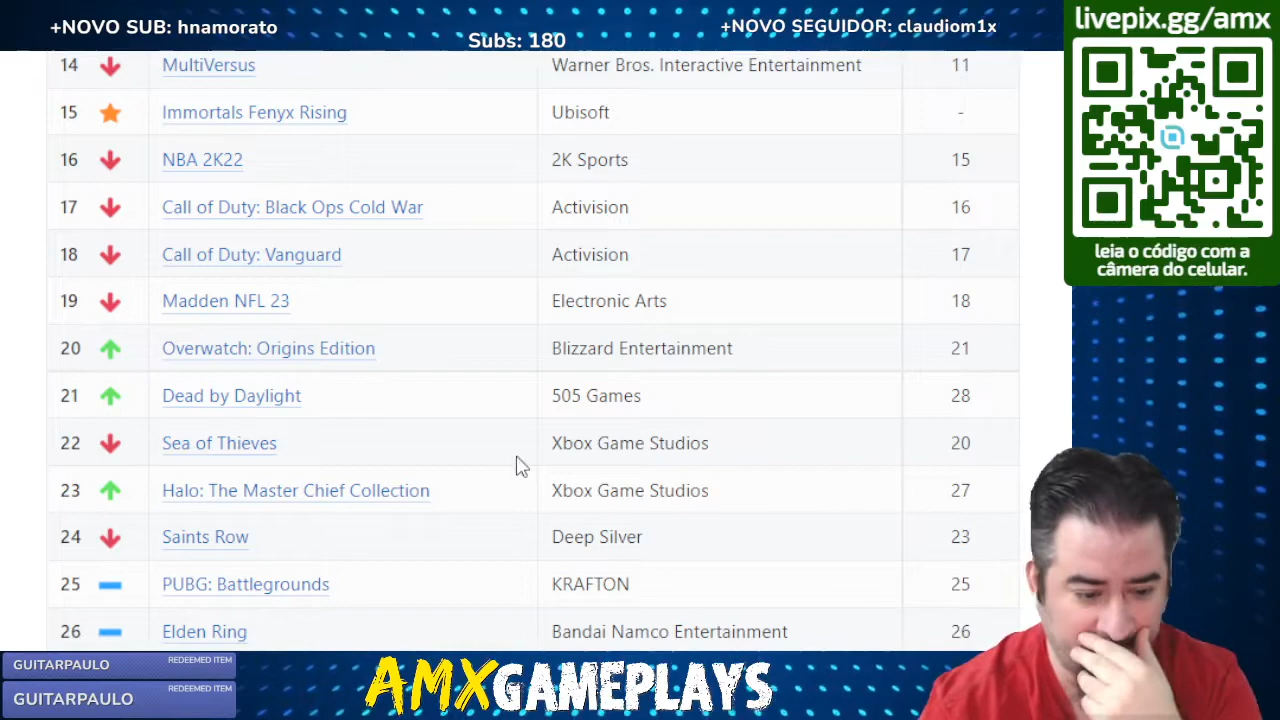 +NOVO SUB: hnamorato
Subs: 180
+NOVO SEGUIDOR: claudiom1x
livepix.gg/amx
14 MultiVersus Warner Bros. Interactive Entertainment 11
15 Immortals Fenyx Rising Ubisoft -
16 NBA 2K22 2K Sports 15
17 Call of Duty: Black Ops Cold War Activision 16
18 Call of Duty: Vanguard Activision 17
19 Madden NFL 23 Electronic Arts 18
20 Overwatch: Origins Edition Blizzard Entertainment 21
21 Dead by Daylight 505 Games 28
22 Sea of Thieves Xbox Game Studios 20
23 Halo: The Master Chief Collection Xbox Game Studios 27
24 Saints Row Deep Silver 23
25 PUBG: Battlegrounds KRAFTON 25
26 Elden Ring Bandai Namco Entertainment 26
leia o código com a
câmera do celular.
GUITARPAULO REDEEMED ITEM
GUITARPAULO REDEEMED ITEM
AMXGAMEPLAYS